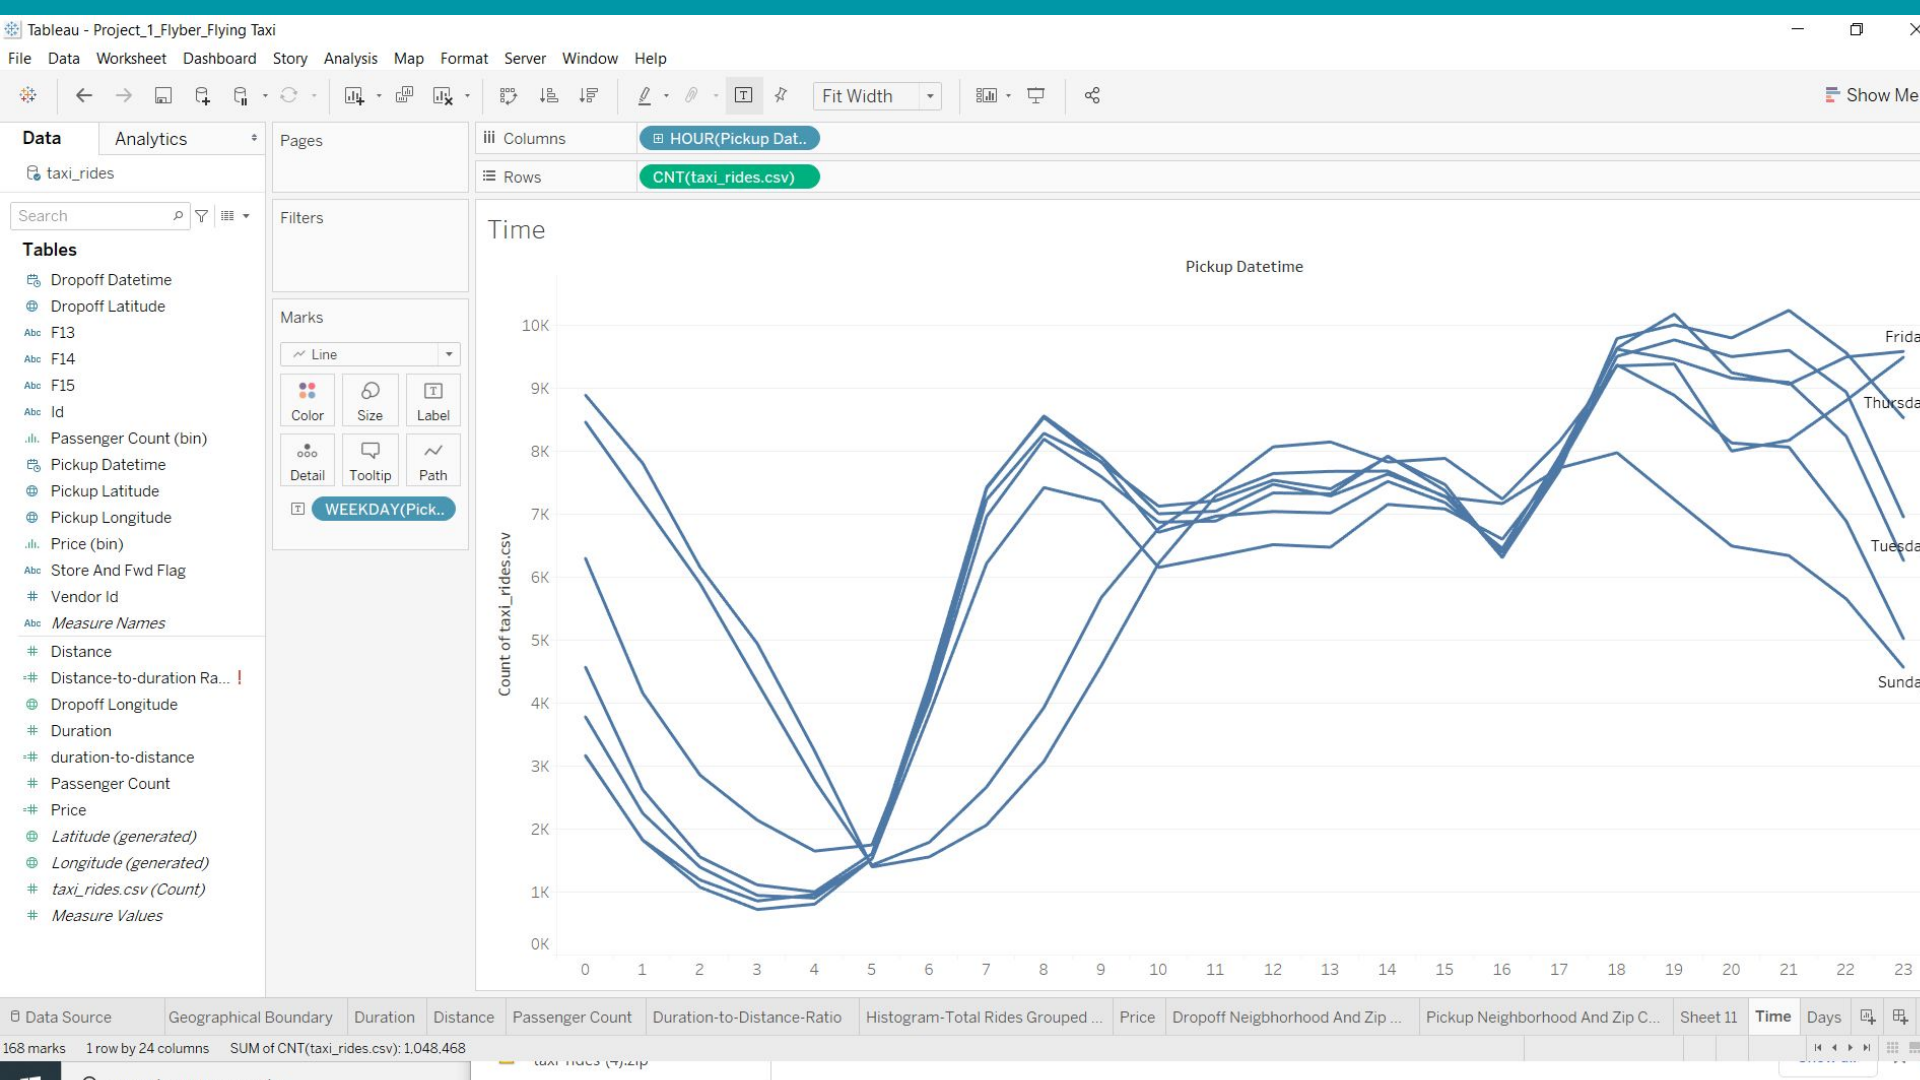 Tableau - Project_1_Flyber_Flying Taxi
File Data Worksheet Dashboard Story Analysis Map Format Server Window Help
Fit Width
Show Me
Data Analytics
taxi_rides
Search
Tables
Dropoff Datetime
Dropoff Latitude
Abc F13
Abc F14
Abc F15
Abc Id
Passenger Count (bin)
Pickup Datetime
Pickup Latitude
Pickup Longitude
Price (bin)
Abc Store And Fwd Flag
# Vendor Id
Abc Measure Names
# Distance
=# Distance-to-duration Ra... !
Dropoff Longitude
# Duration
=# duration-to-distance
# Passenger Count
=# Price
Latitude (generated)
Longitude (generated)
# taxi_rides.csv (Count)
# Measure Values
Pages
Filters
Marks
Line
Color Size Label
Detail Tooltip Path
WEEKDAY(Pick..
Columns HOUR(Pickup Dat..
Rows CNT(taxi_rides.csv)
Time
Pickup Datetime
Count of taxi_rides.csv
10K
9K
8K
7K
6K
5K
4K
3K
2K
1K
0K
Frida
Thursda
Tuesda
Sunda
0 1 2 3 4 5 6 7 8 9 10 11 12 13 14 15 16 17 18 19 20 21 22 23
Data Source Geographical Boundary Duration Distance Passenger Count Duration-to-Distance-Ratio Histogram-Total Rides Grouped ... Price Dropoff Neigbhorhood And Zip ... Pickup Neighborhood And Zip C... Sheet 11 Time Days
168 marks 1 row by 24 columns SUM of CNT(taxi_rides.csv): 1,048,468